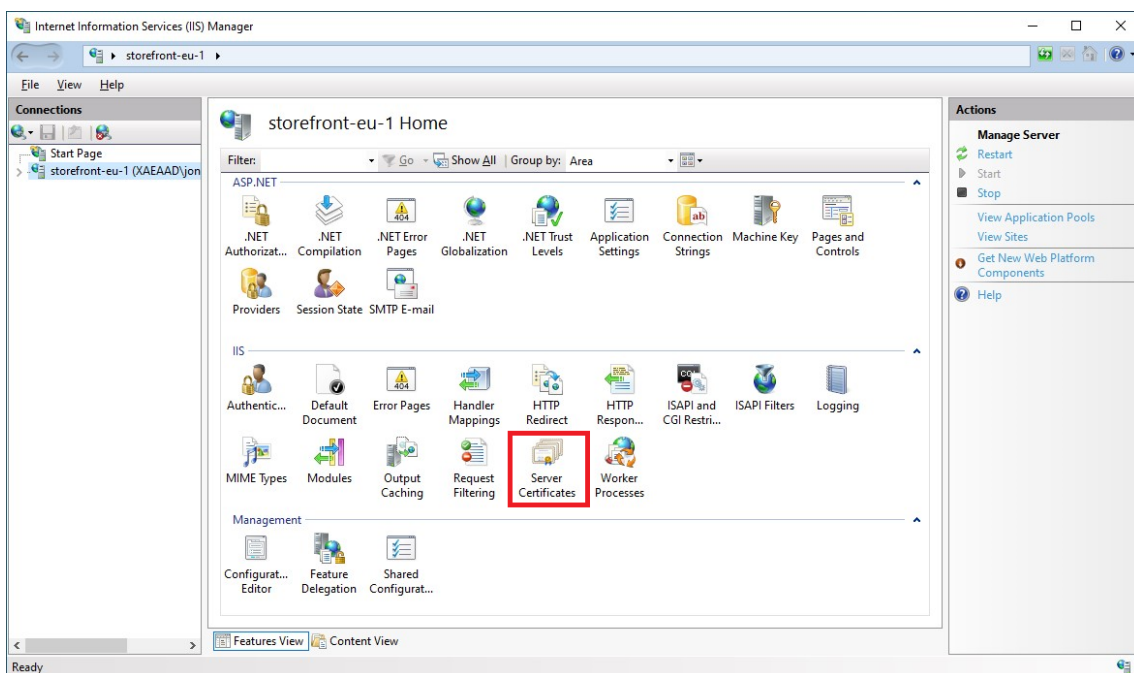 Internet Information Services (IIS) Manager
storefront-eu-1
File View Help
Connections
Start Page
storefront-eu-1 (XAEAAD\jon
storefront-eu-1 Home
Filter: Go Show All Group by: Area
ASP.NET
.NET Authorizat...
.NET Compilation
.NET Error Pages
.NET Globalization
.NET Trust Levels
Application Settings
Connection Strings
Machine Key
Pages and Controls
Providers
Session State
SMTP E-mail
IIS
Authentic...
Default Document
Error Pages
Handler Mappings
HTTP Redirect
HTTP Respon...
ISAPI and CGI Restri...
ISAPI Filters
Logging
MIME Types
Modules
Output Caching
Request Filtering
Server Certificates
Worker Processes
Management
Configurat... Editor
Feature Delegation
Shared Configurat...
Features View Content View
Actions
Manage Server
Restart
Start
Stop
View Application Pools
View Sites
Get New Web Platform
Components
Help
Ready